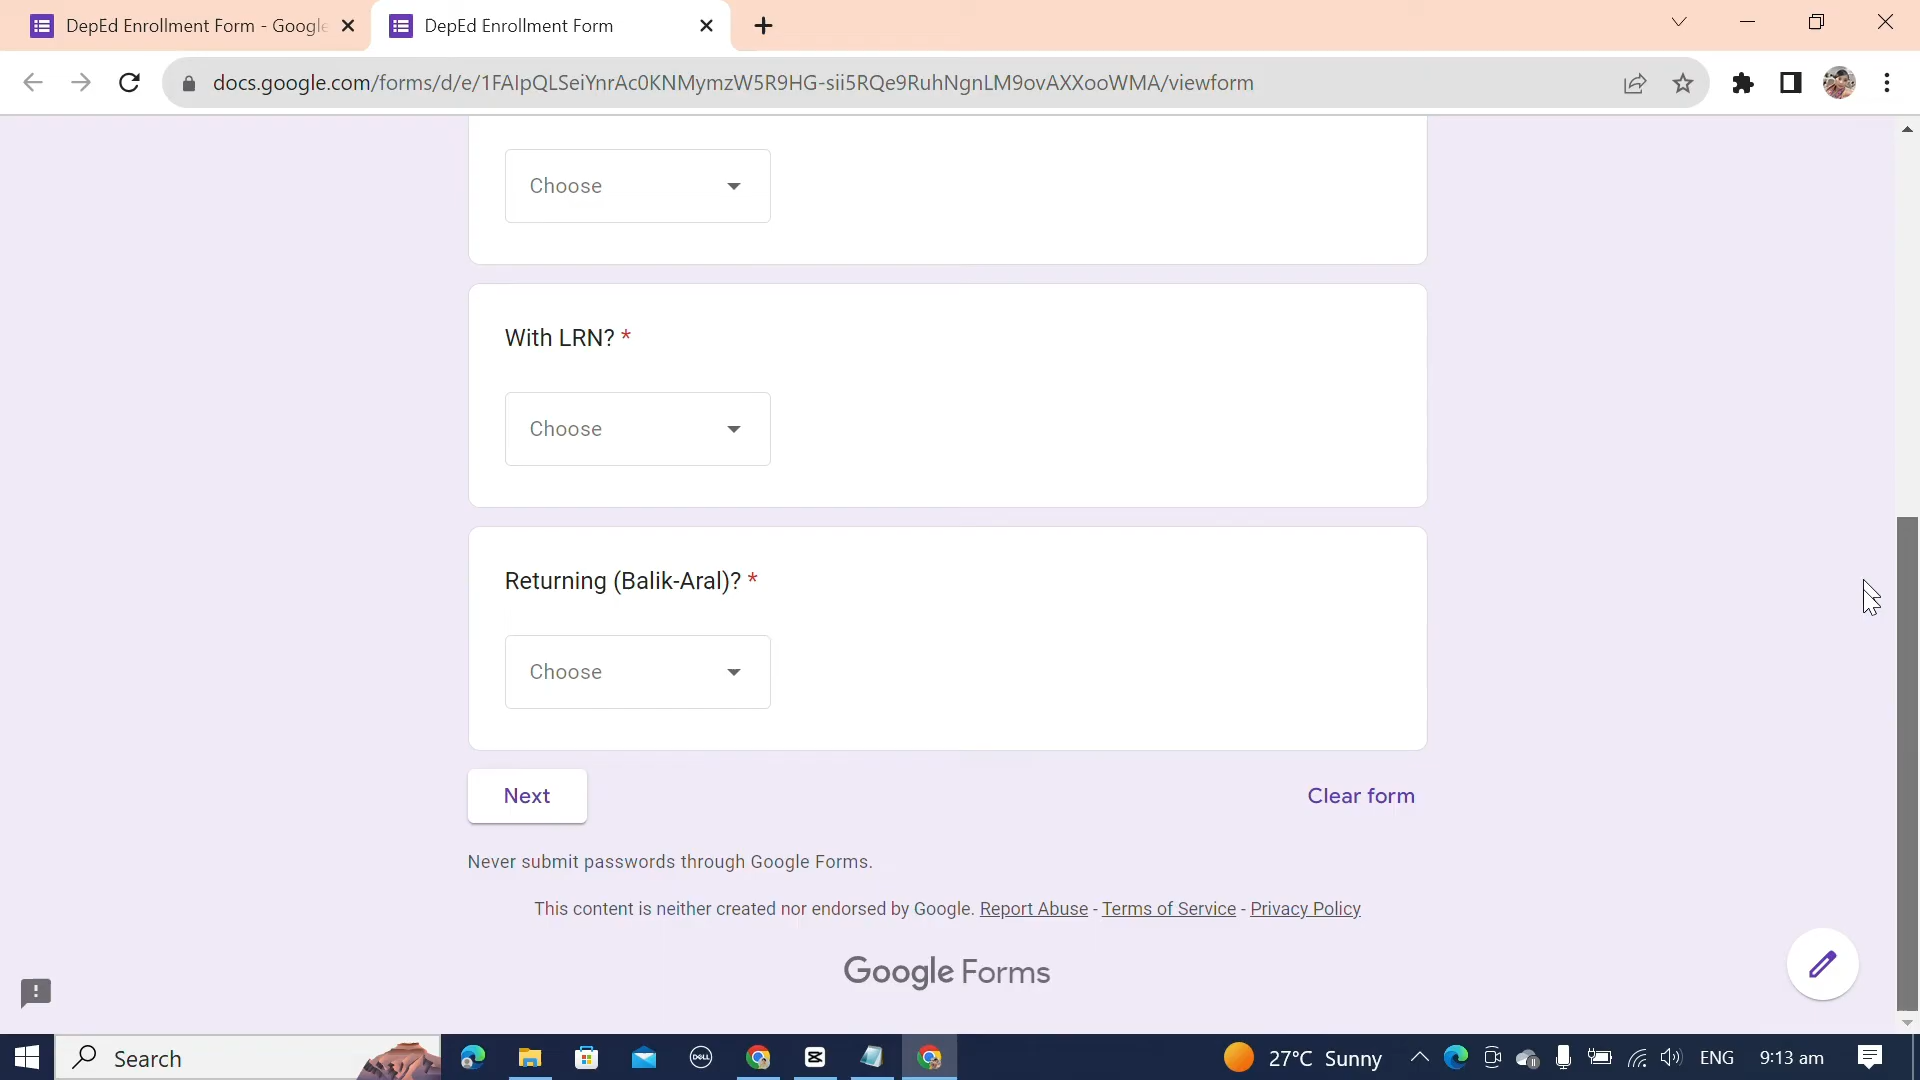 DepEd Enrollment Form - Google
DepEd Enrollment Form
docs.google.com/forms/d/e/1FAIpQLSeiYnrAc0KNMymzW5R9HG-sii5RQe9RuhNgnLM9ovAXXooWMA/viewform
Choose
With LRN? *
Choose
Returning (Balik-Aral)? *
Choose
Next
Clear form
Never submit passwords through Google Forms.
This content is neither created nor endorsed by Google. Report Abuse - Terms of Service - Privacy Policy
Google Forms
Search
DELL
27°C Sunny
ENG
9:13 am